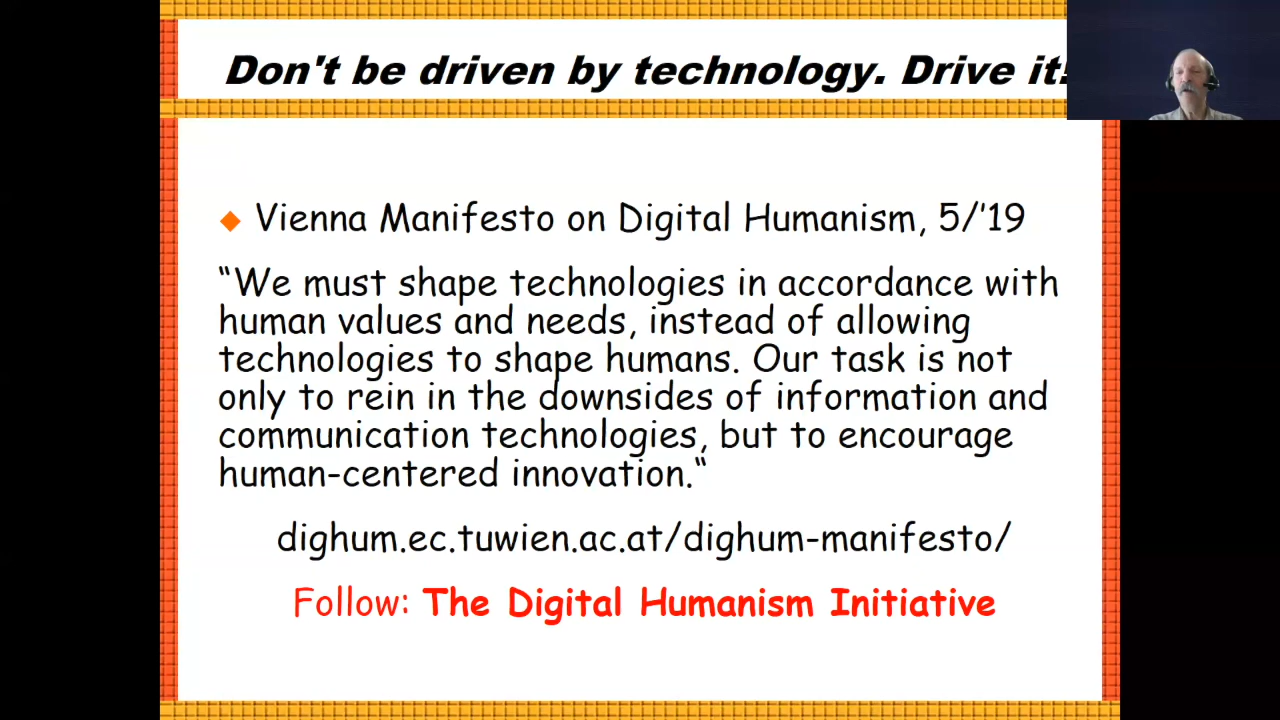 Don't be driven by technology. Drive it!
Vienna Manifesto on Digital Humanism, 5/'19
“We must shape technologies in accordance with
human values and needs, instead of allowing
technologies to shape humans. Our task is not
only to rein in the downsides of information and
communication technologies, but to encourage
human-centered innovation.“
dighum.ec.tuwien.ac.at/dighum-manifesto/
Follow: The Digital Humanism Initiative